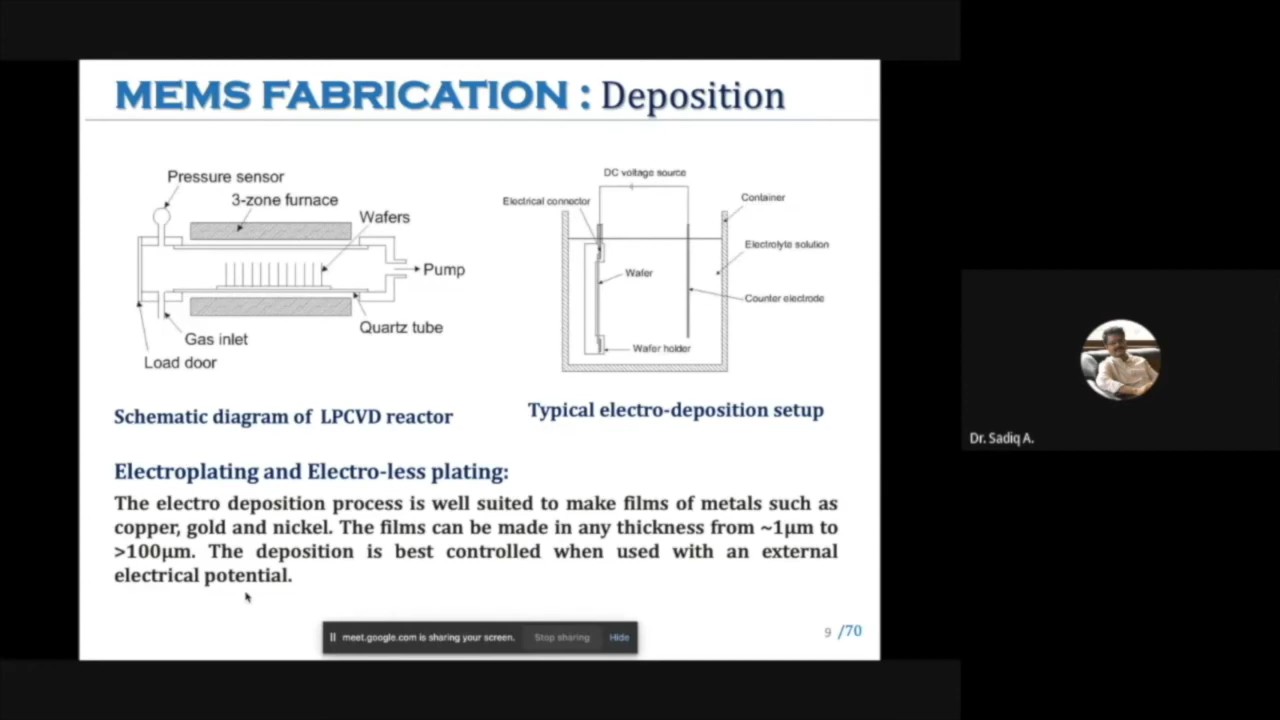 MEMS FABRICATION : Deposition
Pressure sensor
3-zone furnace
Wafers
Pump
Quartz tube
Gas inlet
Load door
Schematic diagram of LPCVD reactor
DC voltage source
Electrical connector
Container
Electrolyte solution
Wafer
Counter electrode
Wafer holder
Typical electro-deposition setup
Electroplating and Electro-less plating:
The electro deposition process is well suited to make films of metals such as
copper, gold and nickel. The films can be made in any thickness from ~1µm to
>100µm. The deposition is best controlled when used with an external
electrical potential.
meet.google.com is sharing your screen. Stop sharing Hide
9 /70
Dr. Sadiq A.